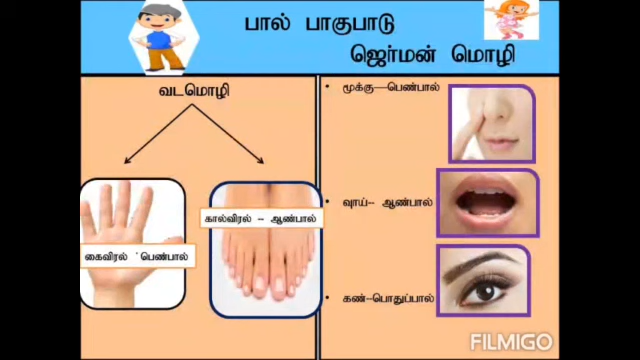 பால் பாகுபாடு
ஜெர்மன் மொழி
வடமொழி
கைவிரல் 'பெண்பால்
கால்விரல் – ஆண்பால்
• மூக்கு—பெண்பால்
• வாய்– ஆண்பால்
• கண்–பொதுப்பால்
FILMIGO